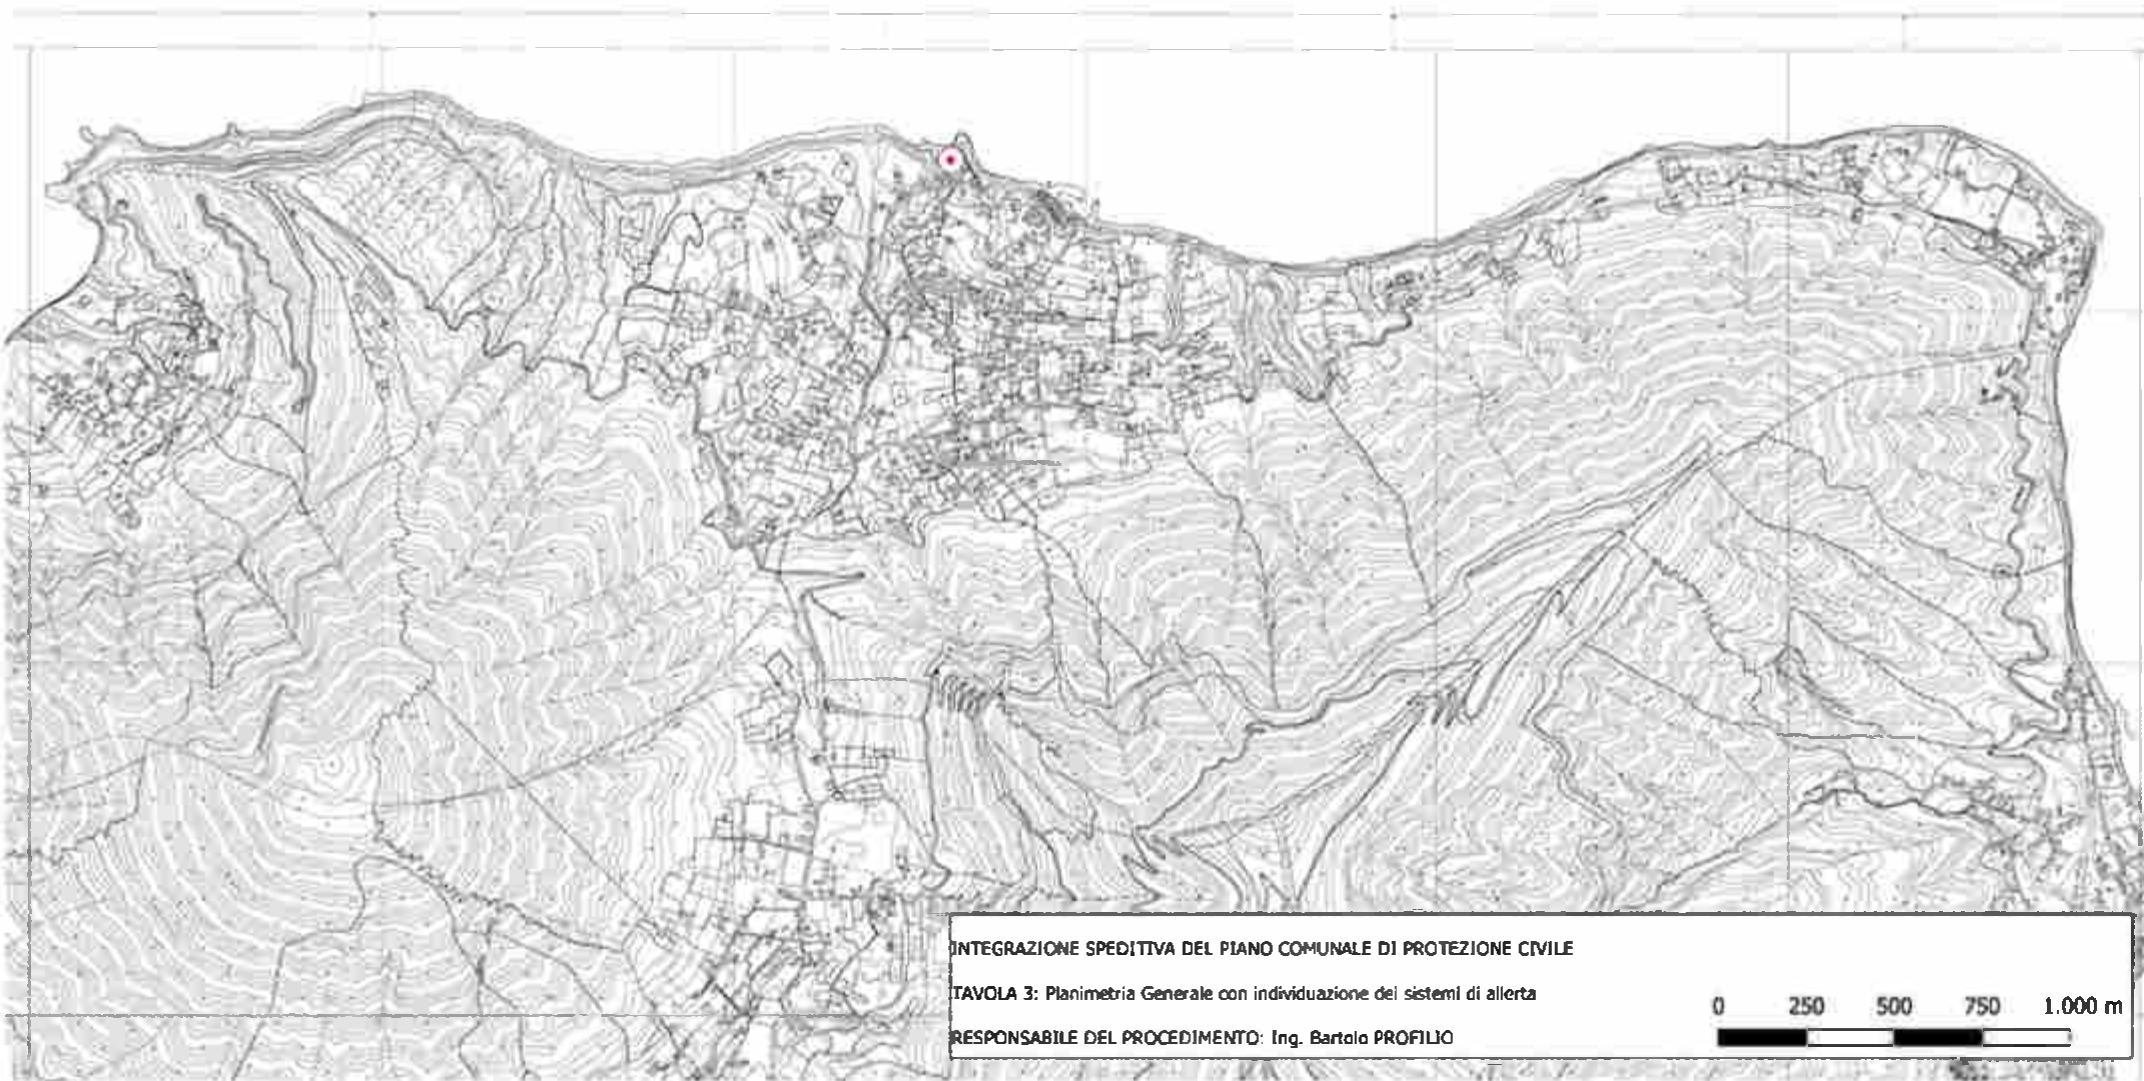 INTEGRAZIONE SPEDITIVA DEL PIANO COMUNALE DI PROTEZIONE CIVILE
TAVOLA 3: Planimetria Generale con individuazione dei sistemi di allerta
RESPONSABILE DEL PROCEDIMENTO: Ing. Bartolo PROFILIO
0 250 500 750 1.000 m